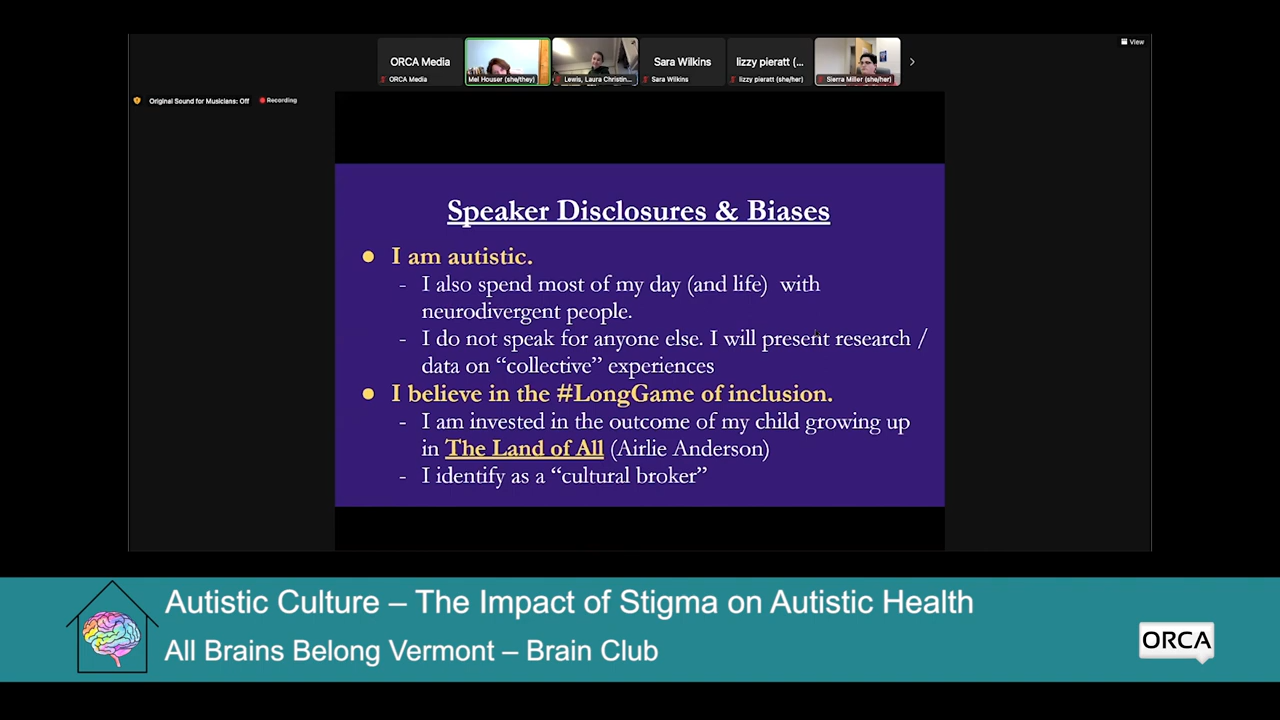 View
ORCA Media
Sara Wilkins
lizzy pieratt (...
ORCA Media
Mel Houser (she/they)
Lewis, Laura Christin...
Sara Wilkins
lizzy pieratt (she/her)
Sierra Miller (she/her)
Original Sound for Musicians: Off
Recording
Speaker Disclosures & Biases
● I am autistic.
- I also spend most of my day (and life) with
neurodivergent people.
- I do not speak for anyone else. I will present research /
data on “collective” experiences
● I believe in the #LongGame of inclusion.
- I am invested in the outcome of my child growing up
in The Land of All (Airlie Anderson)
- I identify as a “cultural broker”
Autistic Culture – The Impact of Stigma on Autistic Health
All Brains Belong Vermont – Brain Club
ORCA